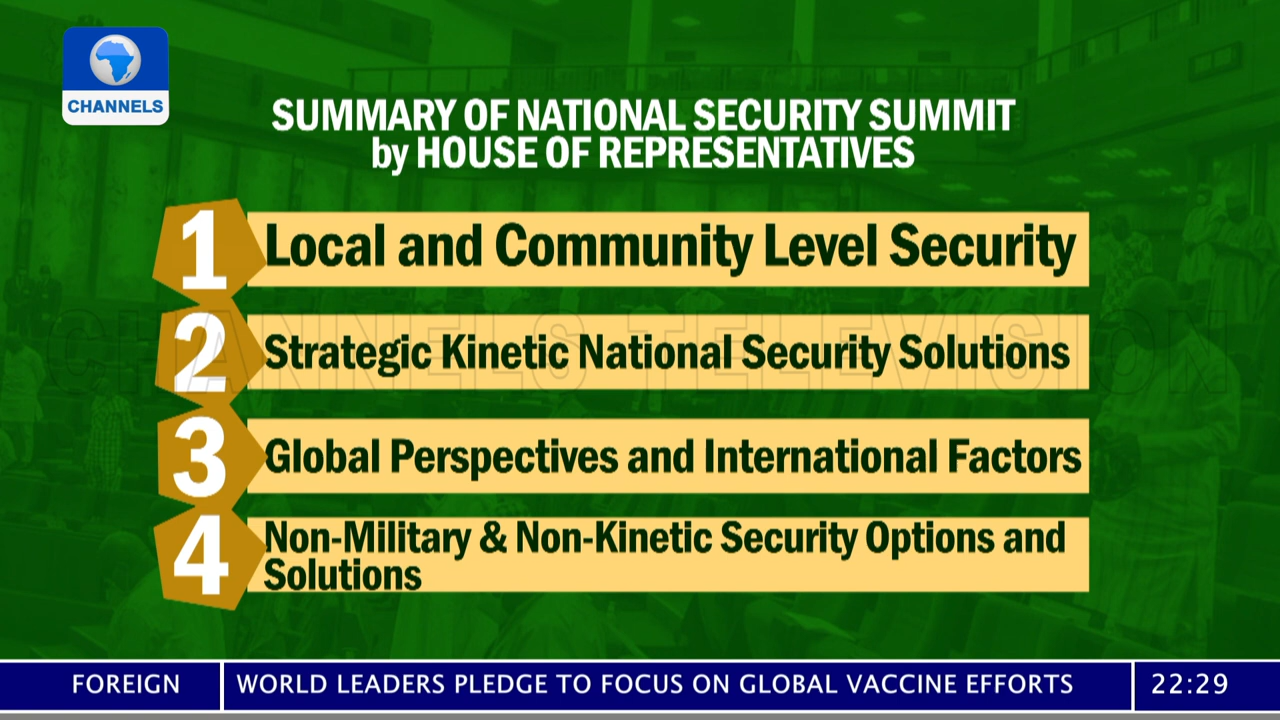 CHANNELS
SUMMARY OF NATIONAL SECURITY SUMMIT
by HOUSE OF REPRESENTATIVES
1 Local and Community Level Security
2 Strategic Kinetic National Security Solutions
CHANNELS TELEVISION
3 Global Perspectives and International Factors
4 Non-Military & Non-Kinetic Security Options and
Solutions
FOREIGN WORLD LEADERS PLEDGE TO FOCUS ON GLOBAL VACCINE EFFORTS 22:29